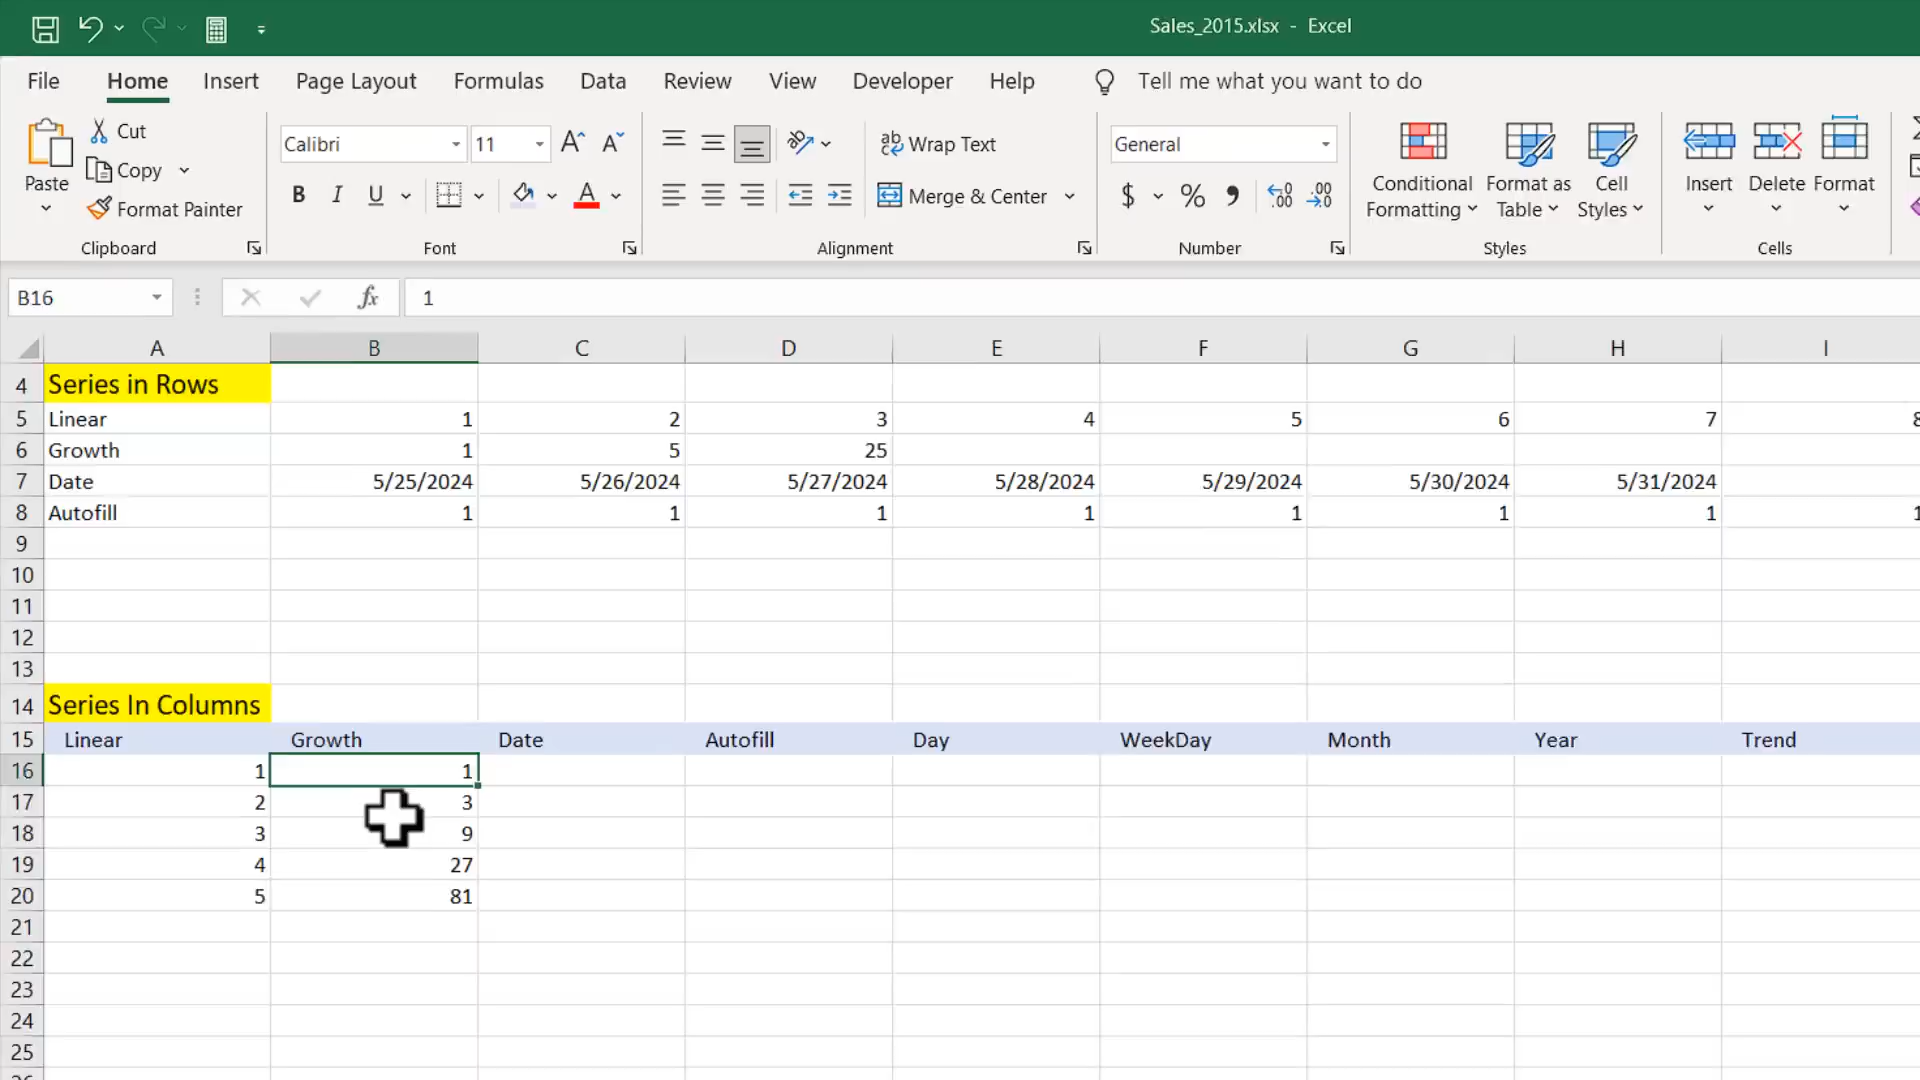 Sales_2015.xlsx - Excel
File Home Insert Page Layout Formulas Data Review View Developer Help Tell me what you want to do
Paste
Cut
Copy
Format Painter
Clipboard
Calibri 11
B I U
Font
Wrap Text
Merge & Center
Alignment
General
$ % 9
Number
Conditional Formatting
Format as Table
Cell Styles
Styles
Insert Delete Format
Cells
B16 fx 1
A B C D E F G H I
4 Series in Rows
5 Linear 1 2 3 4 5 6 7 8
6 Growth 1 5 25
7 Date 5/25/2024 5/26/2024 5/27/2024 5/28/2024 5/29/2024 5/30/2024 5/31/2024
8 Autofill 1 1 1 1 1 1 1 1
9
10
11
12
13
14 Series In Columns
15 Linear Growth Date Autofill Day WeekDay Month Year Trend
16 1 1
17 2 3
18 3 9
19 4 27
20 5 81
21
22
23
24
25